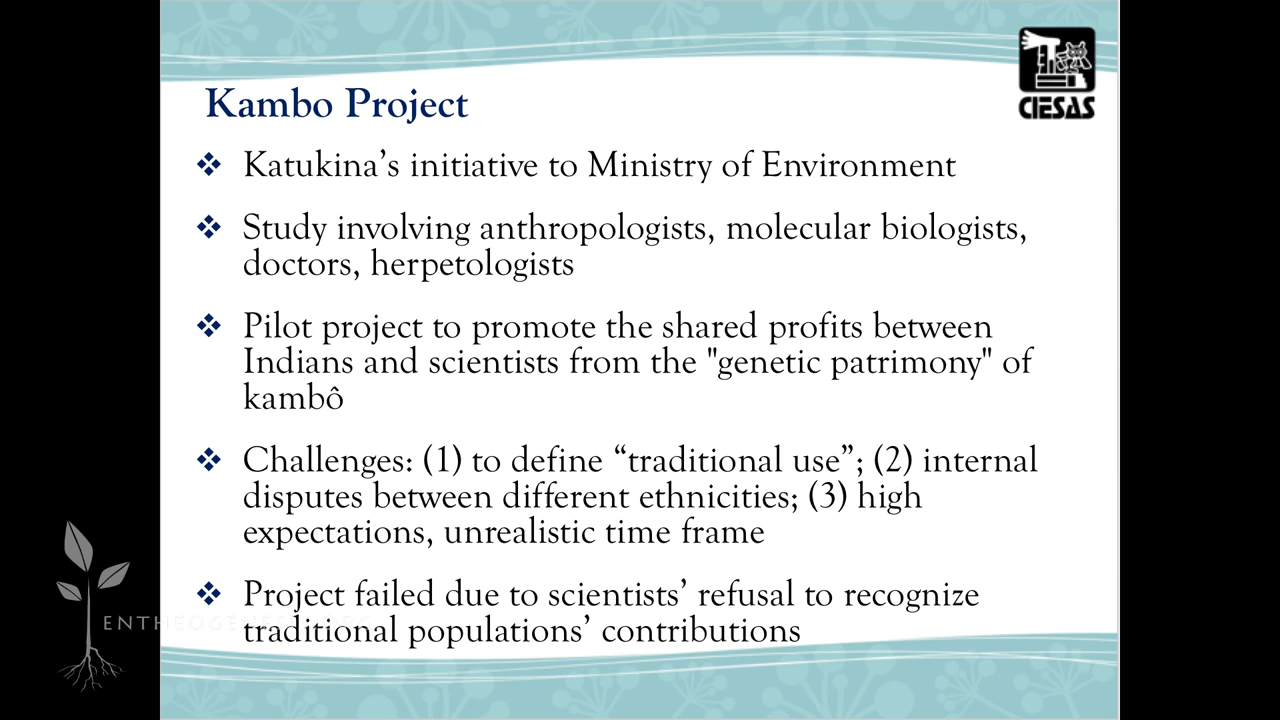 CIESAS
Kambo Project
Katukina’s initiative to Ministry of Environment
Study involving anthropologists, molecular biologists,
doctors, herpetologists
Pilot project to promote the shared profits between
Indians and scientists from the "genetic patrimony" of
kambô
Challenges: (1) to define “traditional use”; (2) internal
disputes between different ethnicities; (3) high
expectations, unrealistic time frame
Project failed due to scientists’ refusal to recognize
traditional populations’ contributions